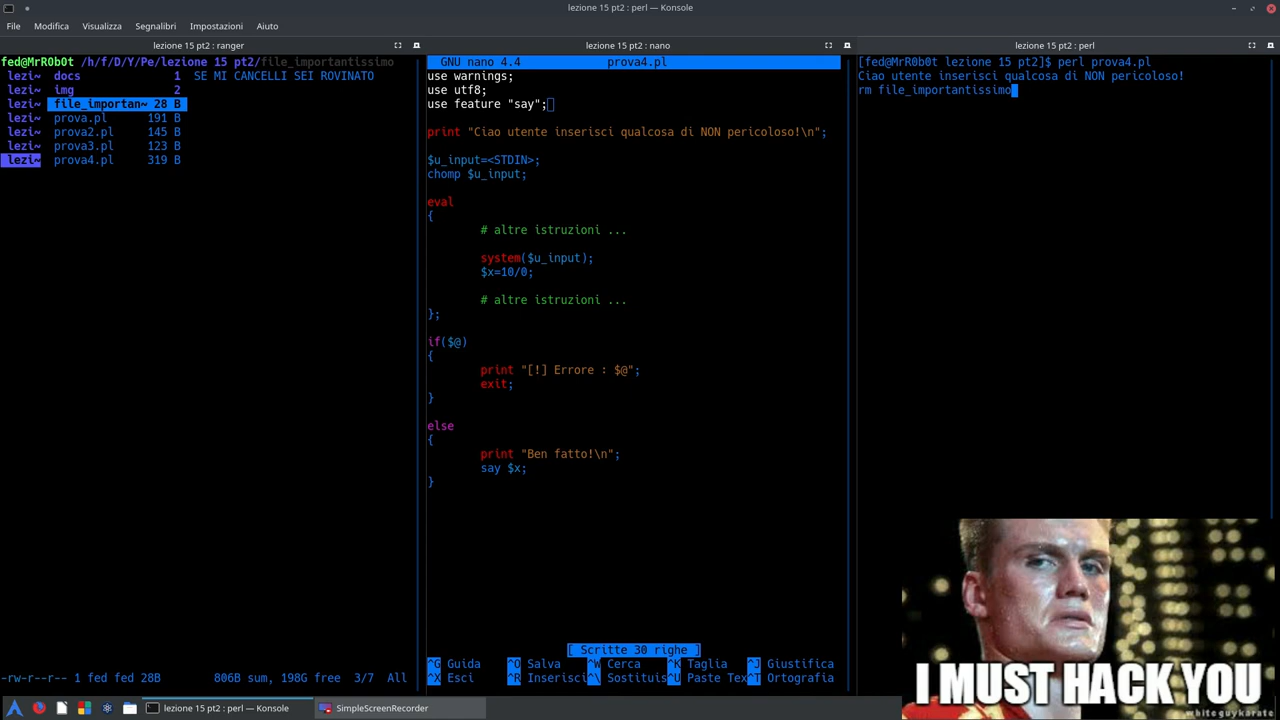 lezione 15 pt2 : perl — Konsole
File Modifica Visualizza Segnalibri Impostazioni Aiuto
lezione 15 pt2 : ranger
fed@MrR0b0t /h/f/D/Y/Pe/lezione 15 pt2/file_importantissimo
lezi~ docs 1 SE MI CANCELLI SEI ROVINATO
lezi~ img 2
lezi~ file_importan~ 28 B
lezi~ prova.pl 191 B
lezi~ prova2.pl 145 B
lezi~ prova3.pl 123 B
lezi~ prova4.pl 319 B
-rw-r--r-- 1 fed fed 28B 806B sum, 198G free 3/7 All
lezione 15 pt2 : nano
GNU nano 4.4 prova4.pl
use warnings;
use utf8;
use feature "say";
print "Ciao utente inserisci qualcosa di NON pericoloso!\n";
$u_input=<STDIN>;
chomp $u_input;
eval
{
# altre istruzioni ...
system($u_input);
$x=10/0;
# altre istruzioni ...
};
if($@)
{
print "[!] Errore : $@";
exit;
}
else
{
print "Ben fatto!\n";
say $x;
}
[ Scritte 30 righe ]
^G Guida ^O Salva ^W Cerca ^K Taglia ^J Giustifica
^X Esci ^R Inserisci^\ Sostituis^U Paste Tex^T Ortografia
lezione 15 pt2 : perl
[fed@MrR0b0t lezione 15 pt2]$ perl prova4.pl
Ciao utente inserisci qualcosa di NON pericoloso!
rm file_importantissimo
I MUST HACK YOU
whiteguykarate
lezione 15 pt2 : perl — Konsole
SimpleScreenRecorder